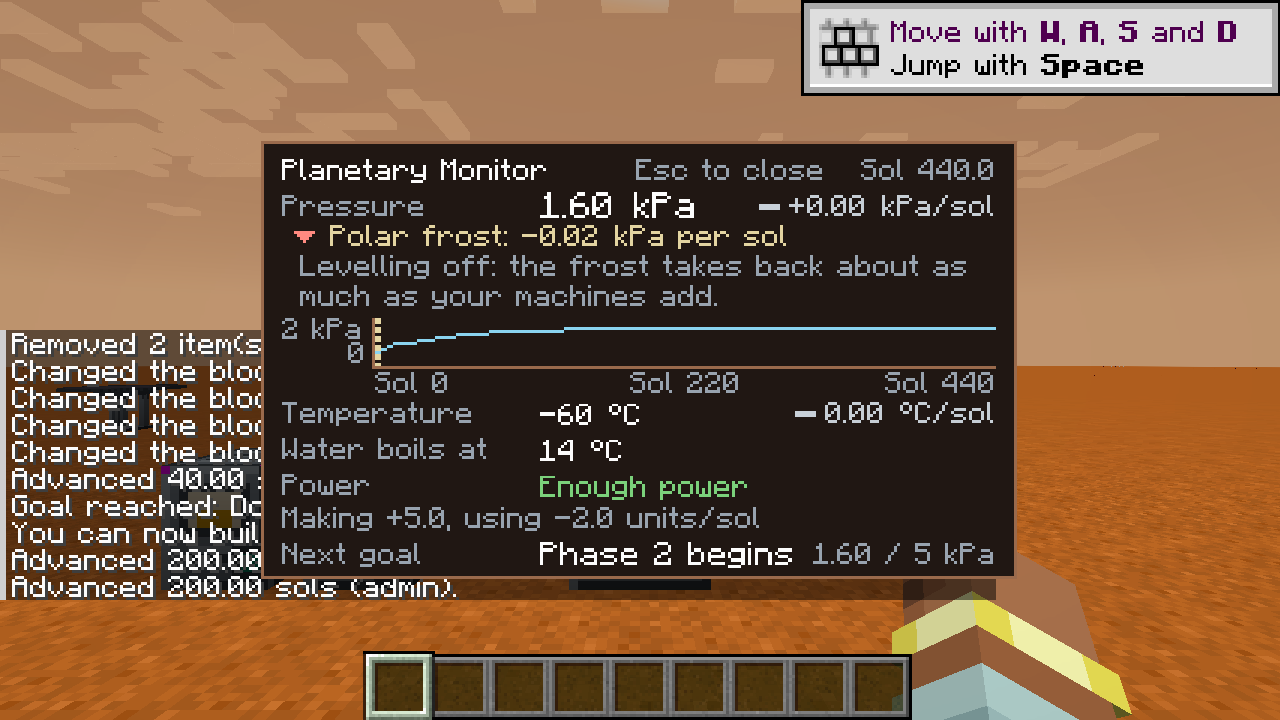 Move with W, A, S and D
Jump with Space
Planetary Monitor Esc to close Sol 440.0
Pressure 1.60 kPa +0.00 kPa/sol
Polar frost: -0.02 kPa per sol
Levelling off: the frost takes back about as
much as your machines add.
2 kPa
0
Sol 0 Sol 220 Sol 440
Temperature -60 °C 0.00 °C/sol
Water boils at 14 °C
Power Enough power
Making +5.0, using -2.0 units/sol
Next goal Phase 2 begins 1.60 / 5 kPa
Removed 2 item(s
Changed the
Changed the
Changed the
Changed the
Advanced 40.00
Goal reached:
You can now
Advanced 200.00
Advanced 200.00 sols (admin).